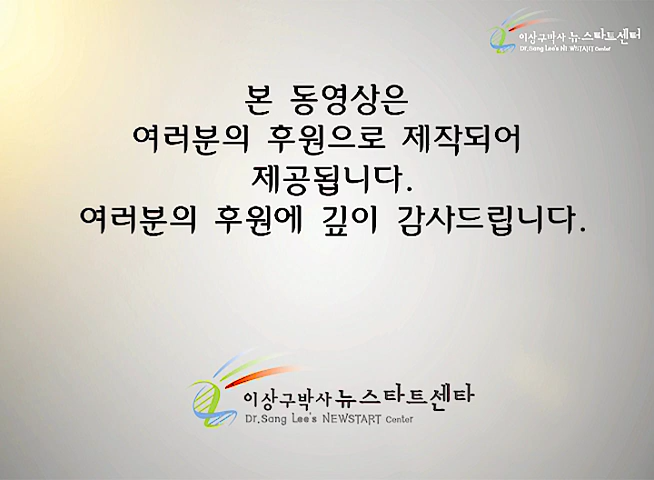 이상구박사 뉴스타트센터
Dr.Sang Lee's NEWSTART Center
본 동영상은
여러분의 후원으로 제작되어
제공됩니다.
여러분의 후원에 깊이 감사드립니다.
이상구박사 뉴스타트센타
Dr.Sang Lee's NEWSTART Center